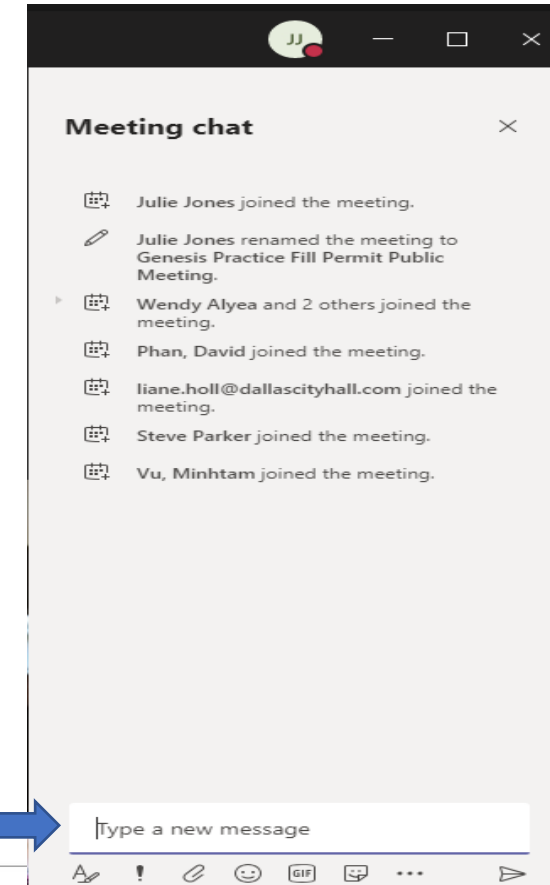 JJ
Meeting chat
Julie Jones joined the meeting.
Julie Jones renamed the meeting to
Genesis Practice Fill Permit Public
Meeting.
Wendy Alyea and 2 others joined the
meeting.
Phan, David joined the meeting.
liane.holl@dallascityhall.com joined the
meeting.
Steve Parker joined the meeting.
Vu, Minhtam joined the meeting.
Type a new message
GIF